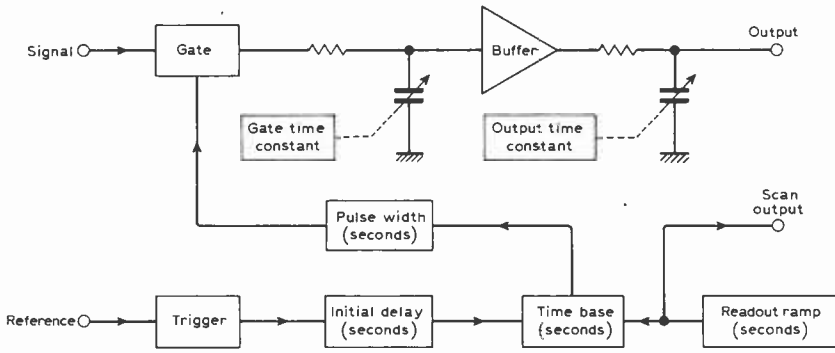 Signal
Gate
Buffer
Output
Gate time
constant
Output time
constant
Scan
output
Pulse width
(seconds)
Reference
Trigger
Initial delay
(seconds)
Time base
(seconds)
Readout ramp
(seconds)